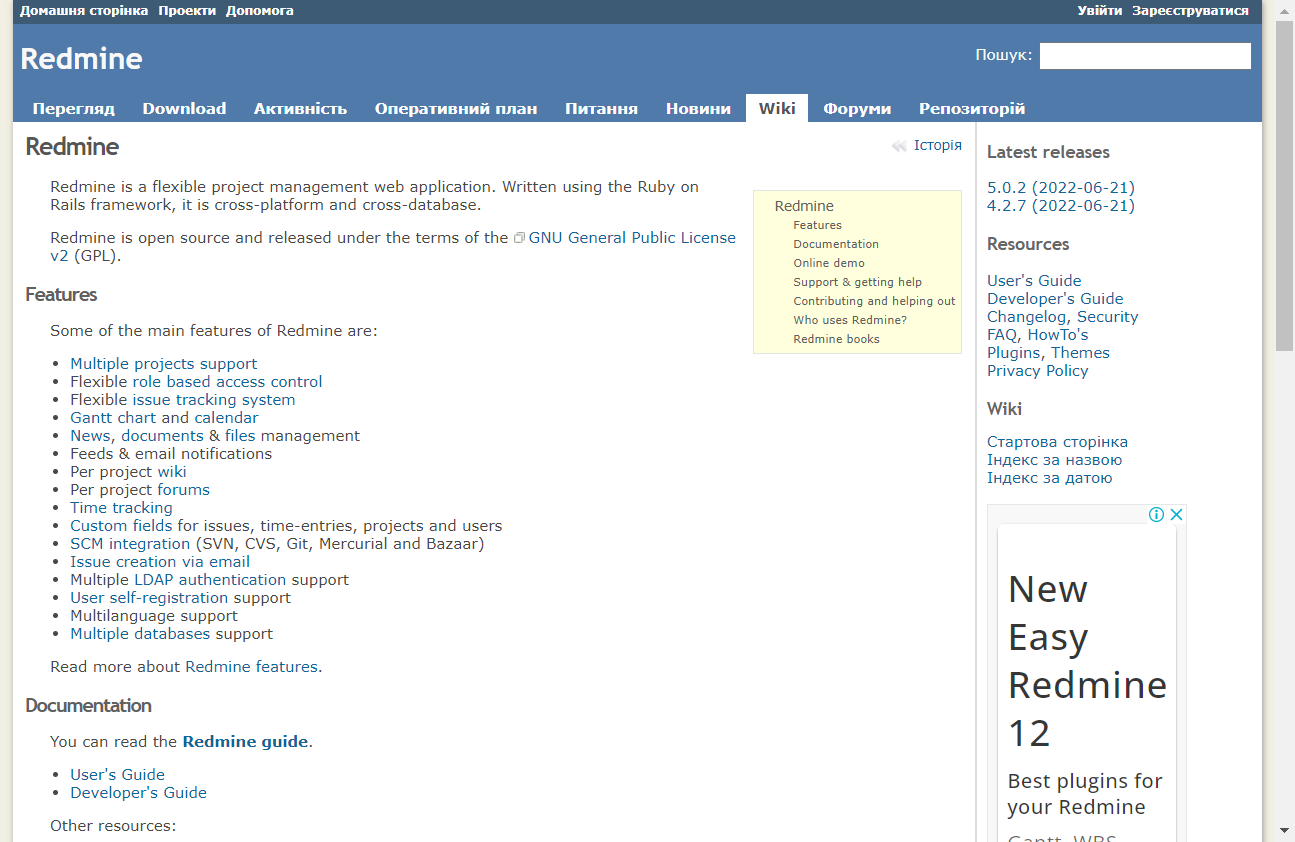 Домашня сторінка Проекти Допомога
Увійти Зареєструватися
Redmine
Пошук:
Перегляд Download Активність Оперативний план Питання Новини Wiki Форуми Репозиторій
Redmine
Історія
Redmine is a flexible project management web application. Written using the Ruby on
Rails framework, it is cross-platform and cross-database.
Redmine is open source and released under the terms of the GNU General Public License
v2 (GPL).
Redmine
Features
Documentation
Online demo
Support & getting help
Contributing and helping out
Who uses Redmine?
Redmine books
Features
Some of the main features of Redmine are:
• Multiple projects support
• Flexible role based access control
• Flexible issue tracking system
• Gantt chart and calendar
• News, documents & files management
• Feeds & email notifications
• Per project wiki
• Per project forums
• Time tracking
• Custom fields for issues, time-entries, projects and users
• SCM integration (SVN, CVS, Git, Mercurial and Bazaar)
• Issue creation via email
• Multiple LDAP authentication support
• User self-registration support
• Multilanguage support
• Multiple databases support
Read more about Redmine features.
Documentation
You can read the Redmine guide.
• User's Guide
• Developer's Guide
Other resources:
Latest releases
5.0.2 (2022-06-21)
4.2.7 (2022-06-21)
Resources
User's Guide
Developer's Guide
Changelog, Security
FAQ, HowTo's
Plugins, Themes
Privacy Policy
Wiki
Стартова сторінка
Індекс за назвою
Індекс за датою
New
Easy
Redmine
12
Best plugins for
your Redmine
Gantt, WBS